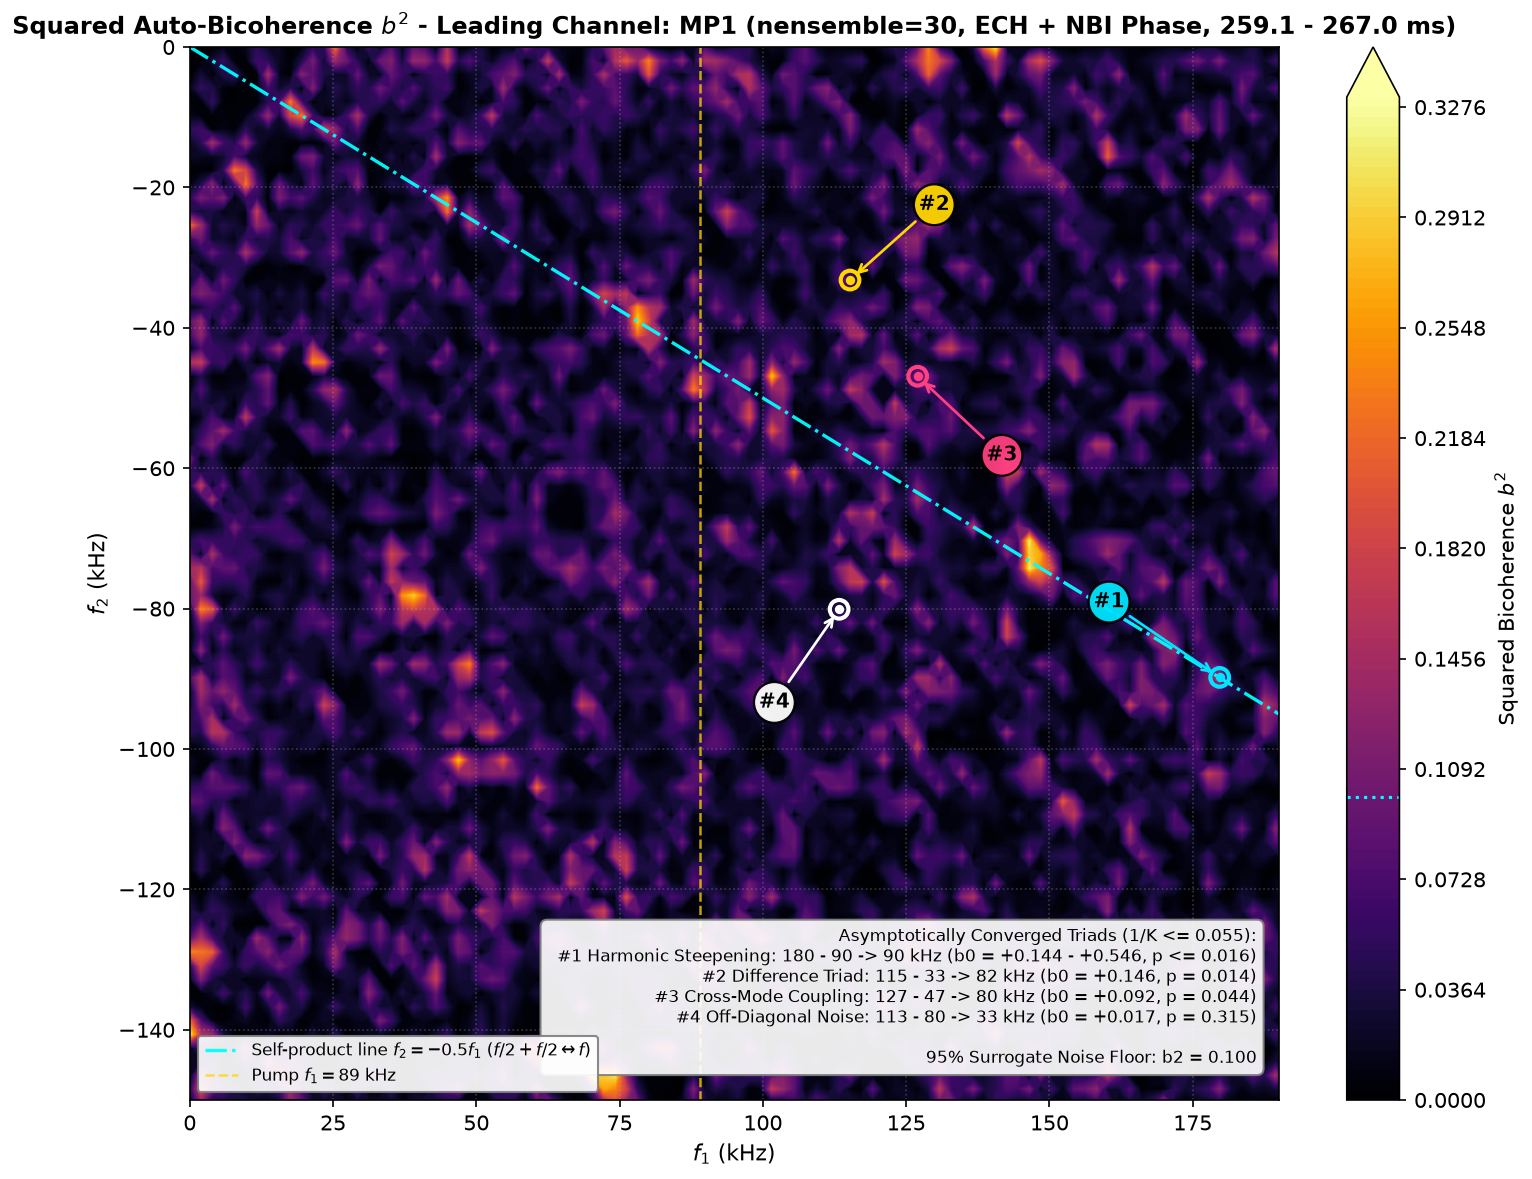 Squared Auto-Bicoherence b² - Leading Channel: MP1 (nensemble=30, ECH + NBI Phase, 259.1 - 267.0 ms)
0
−20
−40
−60
−80
−100
−120
−140
f₂ (kHz)
#2
#3
#1
#4
Asymptotically Converged Triads (1/K <= 0.055):
#1 Harmonic Steepening: 180 - 90 -> 90 kHz (b0 = +0.144 - +0.546, p <= 0.016)
#2 Difference Triad: 115 - 33 -> 82 kHz (b0 = +0.146, p = 0.014)
#3 Cross-Mode Coupling: 127 - 47 -> 80 kHz (b0 = +0.092, p = 0.044)
#4 Off-Diagonal Noise: 113 - 80 -> 33 kHz (b0 = +0.017, p = 0.315)
95% Surrogate Noise Floor: b2 = 0.100
Self-product line f₂ = −0.5f₁ (f/2 + f/2 ↔ f)
Pump f₁ = 89 kHz
0 25 50 75 100 125 150 175
f₁ (kHz)
0.3276
0.2912
0.2548
0.2184
0.1820
0.1456
0.1092
0.0728
0.0364
0.0000
Squared Bicoherence b²